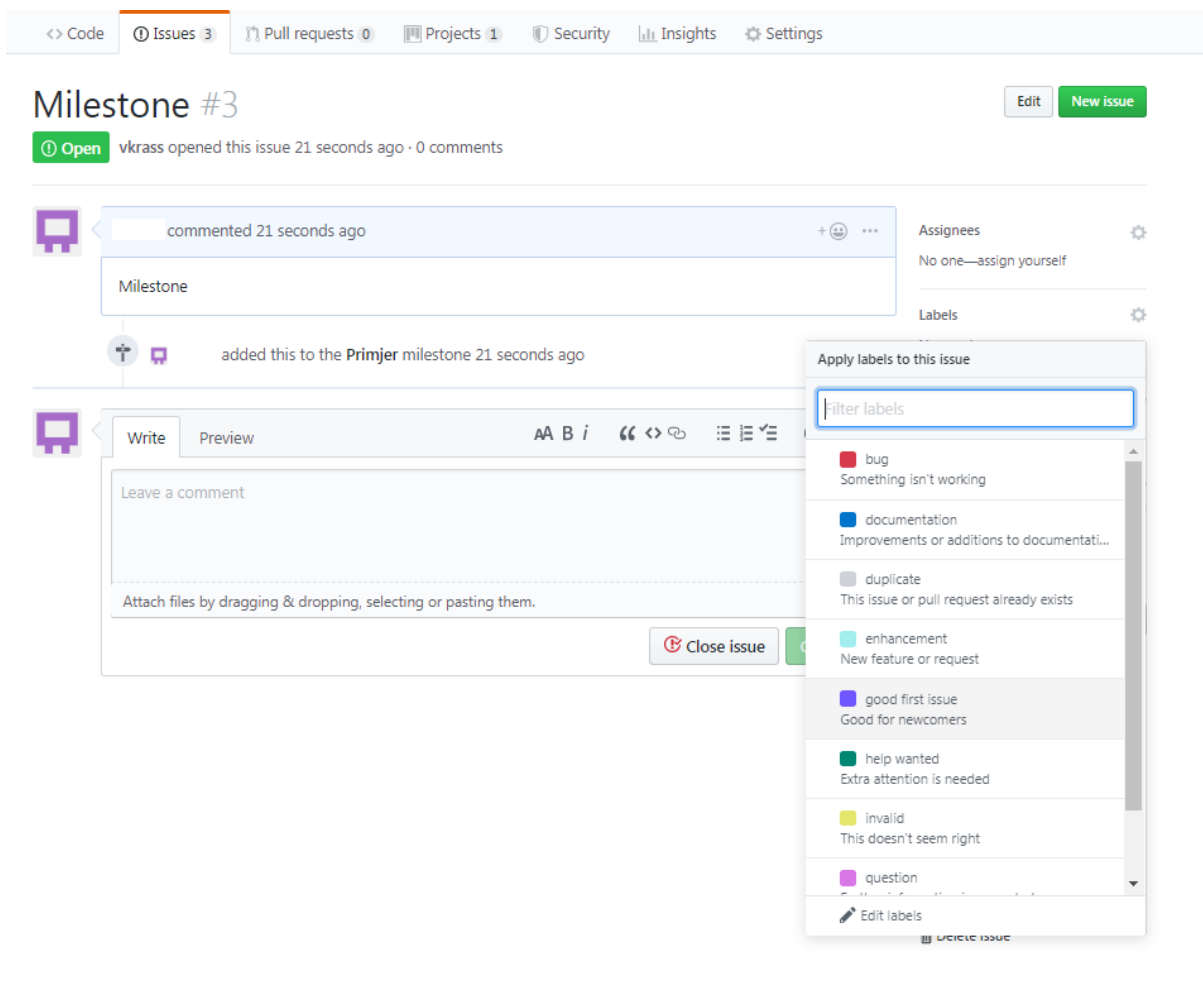 <> Code Issues 3 Pull requests 0 Projects 1 Security Insights Settings
Milestone #3
Edit New issue
Open vkrass opened this issue 21 seconds ago · 0 comments
commented 21 seconds ago
Milestone
added this to the Primjer milestone 21 seconds ago
Write Preview
AA B i
Leave a comment
Attach files by dragging & dropping, selecting or pasting them.
Close issue
Assignees
No one—assign yourself
Labels
Apply labels to this issue
Filter labels
bug
Something isn't working
documentation
Improvements or additions to documentati...
duplicate
This issue or pull request already exists
enhancement
New feature or request
good first issue
Good for newcomers
help wanted
Extra attention is needed
invalid
This doesn't seem right
question
Edit labels
Delete issue